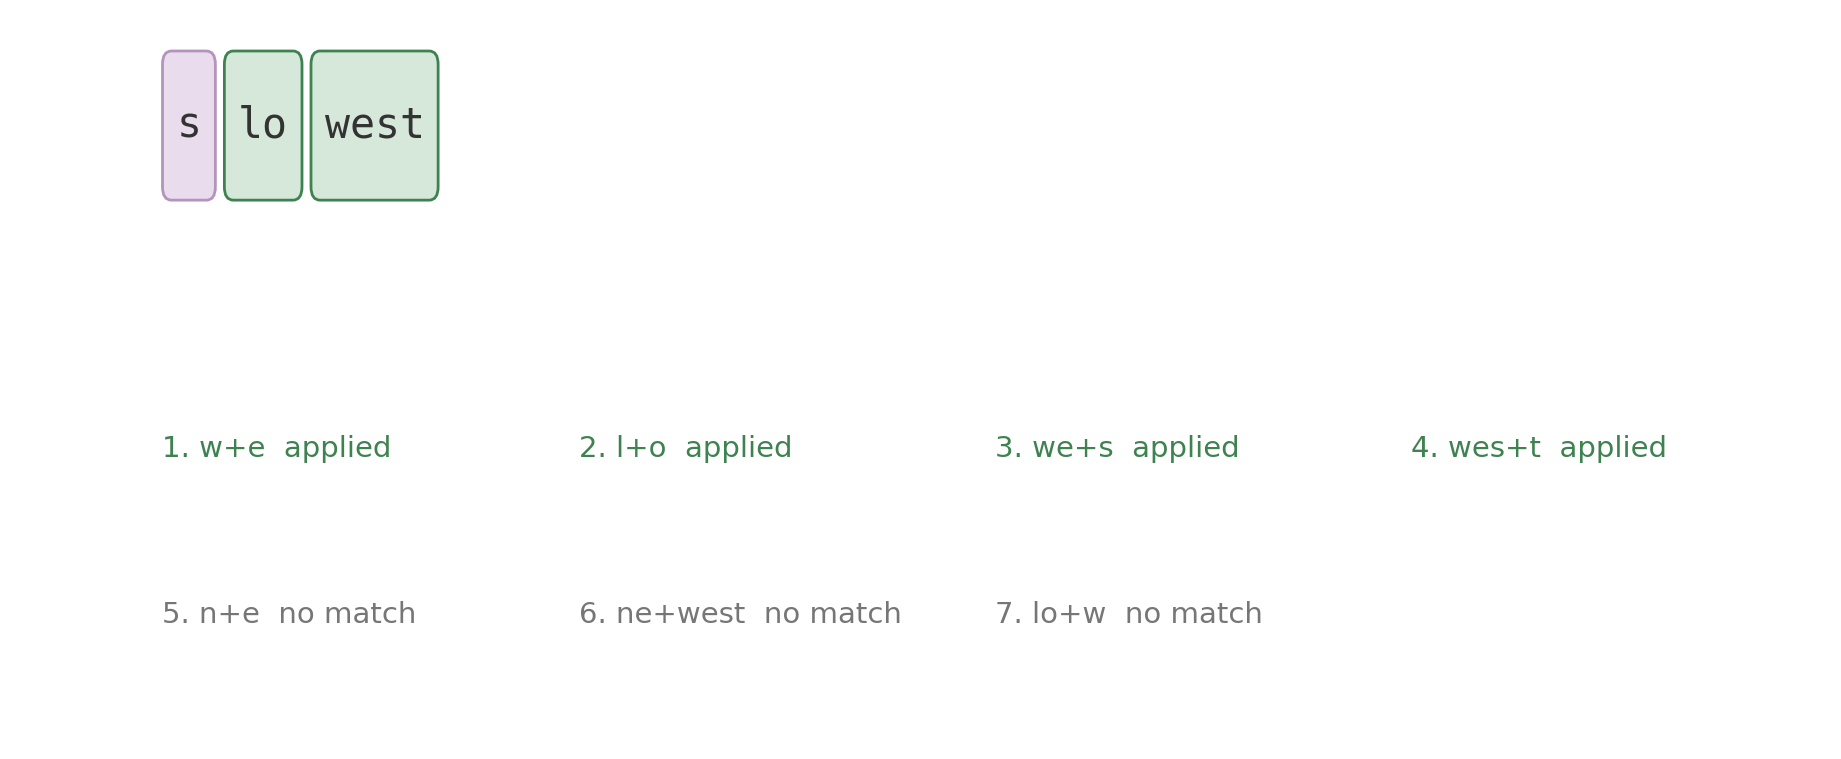 s lo west
1. w+e applied 2. l+o applied 3. we+s applied 4. wes+t applied
5. n+e no match 6. ne+west no match 7. lo+w no match